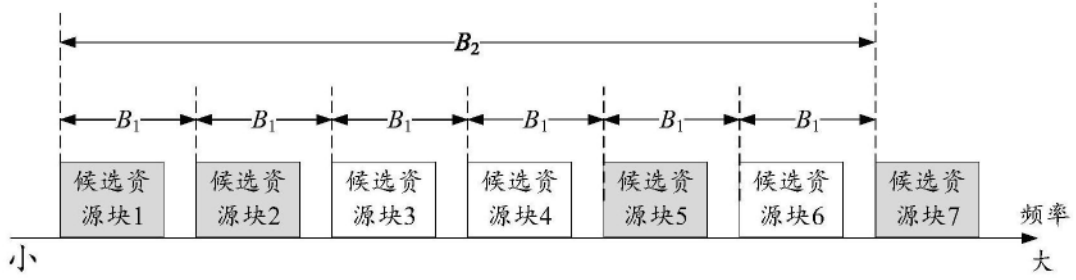 B₂
B₁ B₁ B₁ B₁ B₁ B₁
候选资 候选资 候选资 候选资 候选资 候选资 候选资
源块1 源块2 源块3 源块4 源块5 源块6 源块7
频率
小 大